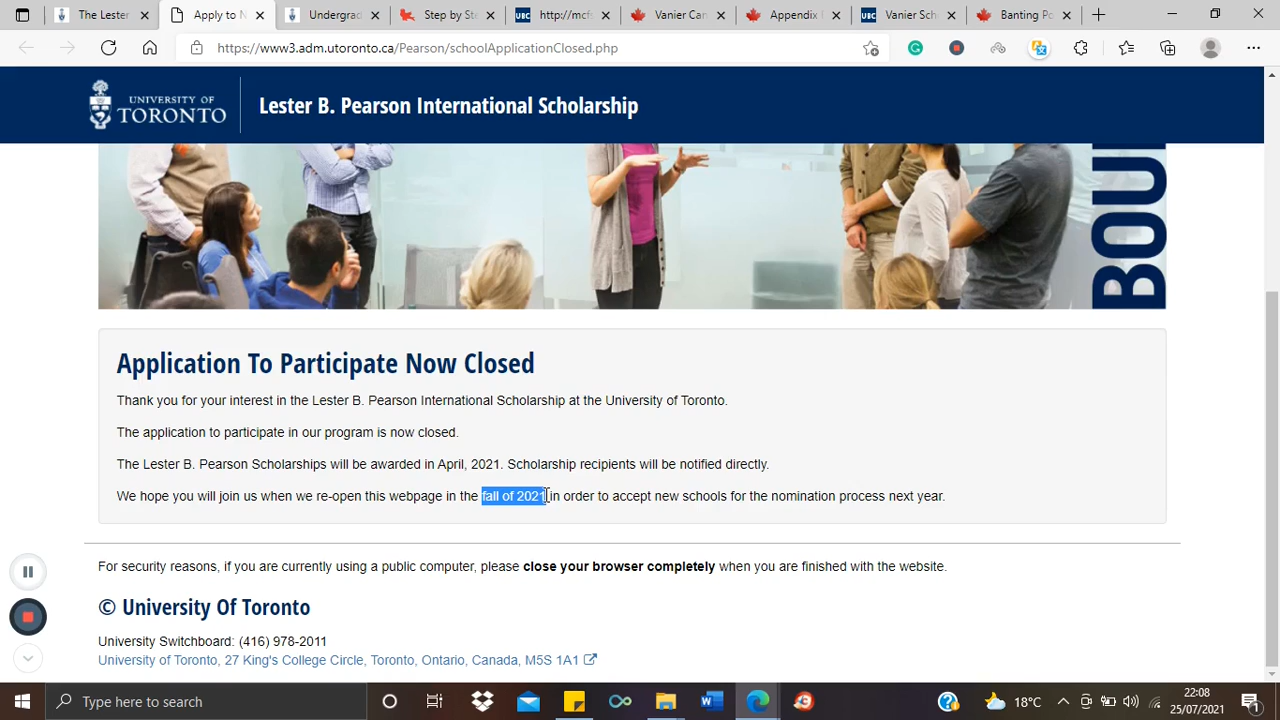 The Lester
Apply to N
Undergrad
Step by Ste
UBC http://mcfs
Vanier Can
Appendix
UBC Vanier Sch
Banting Po
https://www3.adm.utoronto.ca/Pearson/schoolApplicationClosed.php
UNIVERSITY OF
TORONTO
Lester B. Pearson International Scholarship
BOU
Application To Participate Now Closed
Thank you for your interest in the Lester B. Pearson International Scholarship at the University of Toronto.
The application to participate in our program is now closed.
The Lester B. Pearson Scholarships will be awarded in April, 2021. Scholarship recipients will be notified directly.
We hope you will join us when we re-open this webpage in the fall of 2021 in order to accept new schools for the nomination process next year.
For security reasons, if you are currently using a public computer, please close your browser completely when you are finished with the website.
© University Of Toronto
University Switchboard: (416) 978-2011
University of Toronto, 27 King's College Circle, Toronto, Ontario, Canada, M5S 1A1
Type here to search
18°C
22:08
25/07/2021
1